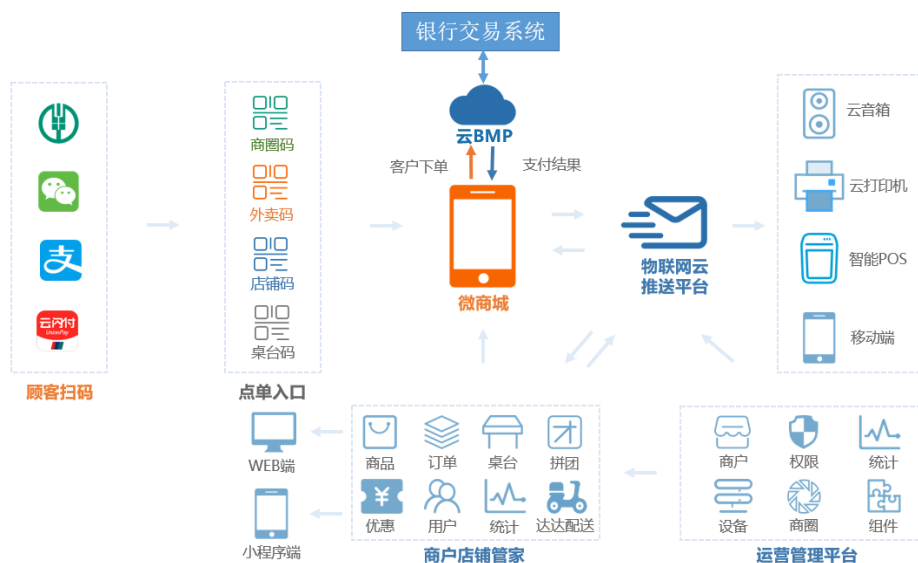 银行交易系统
云BMP
客户下单
支付结果
微商城
支
云闪付
UnionPay
顾客扫码
商圈码
外卖码
店铺码
桌台码
点单入口
物联网云
推送平台
云音箱
云打印机
智能POS
移动端
WEB端
小程序端
商品
订单
桌台
拼团
优惠
用户
统计
达达配送
商户店铺管家
商户
权限
统计
设备
商圈
组件
运营管理平台